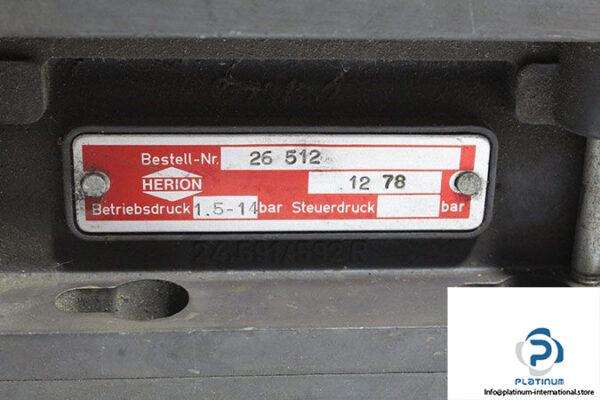 Bestell-Nr. 26 512
HERION 12 78
Betriebsdruck 1.5-14 bar Steuerdruck bar
PLATINUM
Info@platinum-international.store